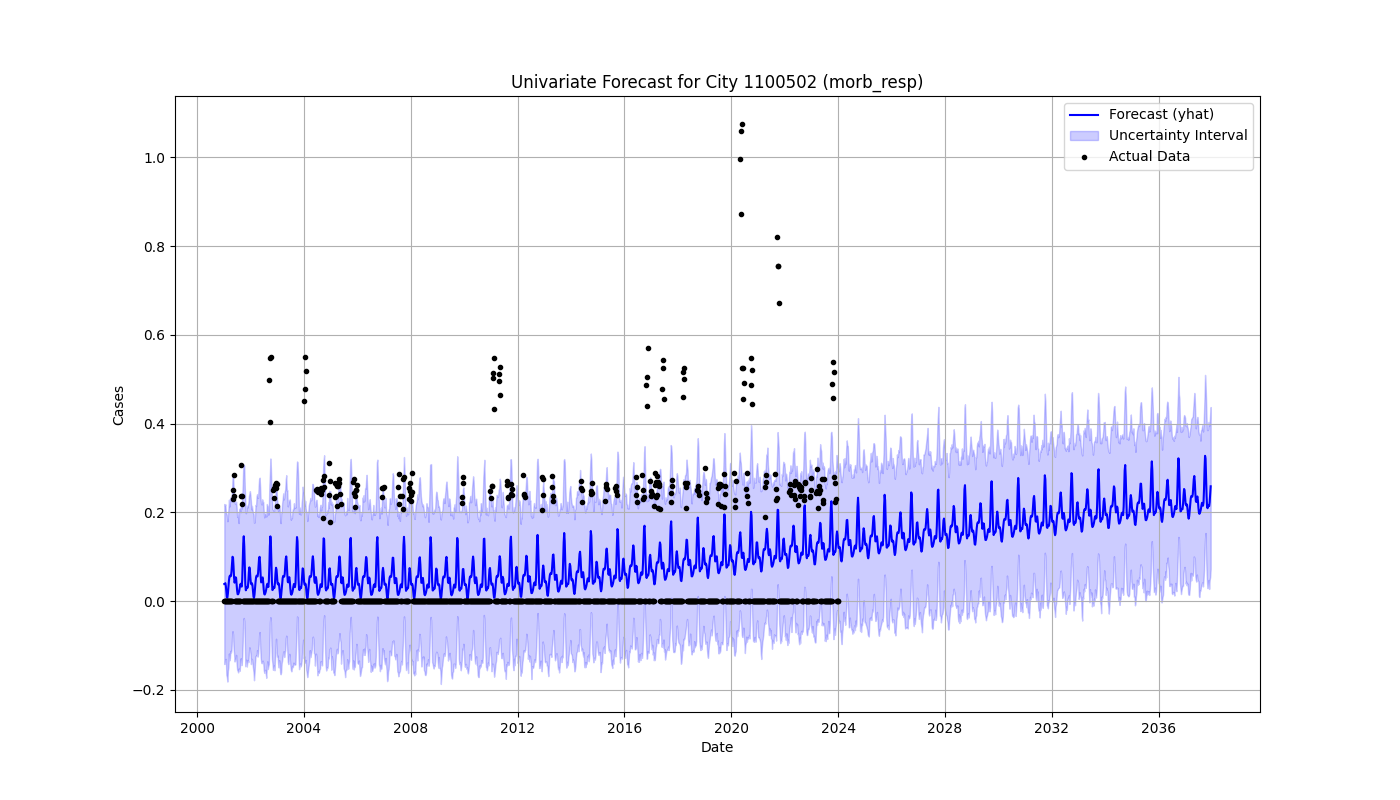 Univariate Forecast for City 1100502 (morb_resp)
Forecast (yhat)
Uncertainty Interval
Actual Data
Cases
1.0
0.8
0.6
0.4
0.2
0.0
−0.2
2000 2004 2008 2012 2016 2020 2024 2028 2032 2036
Date